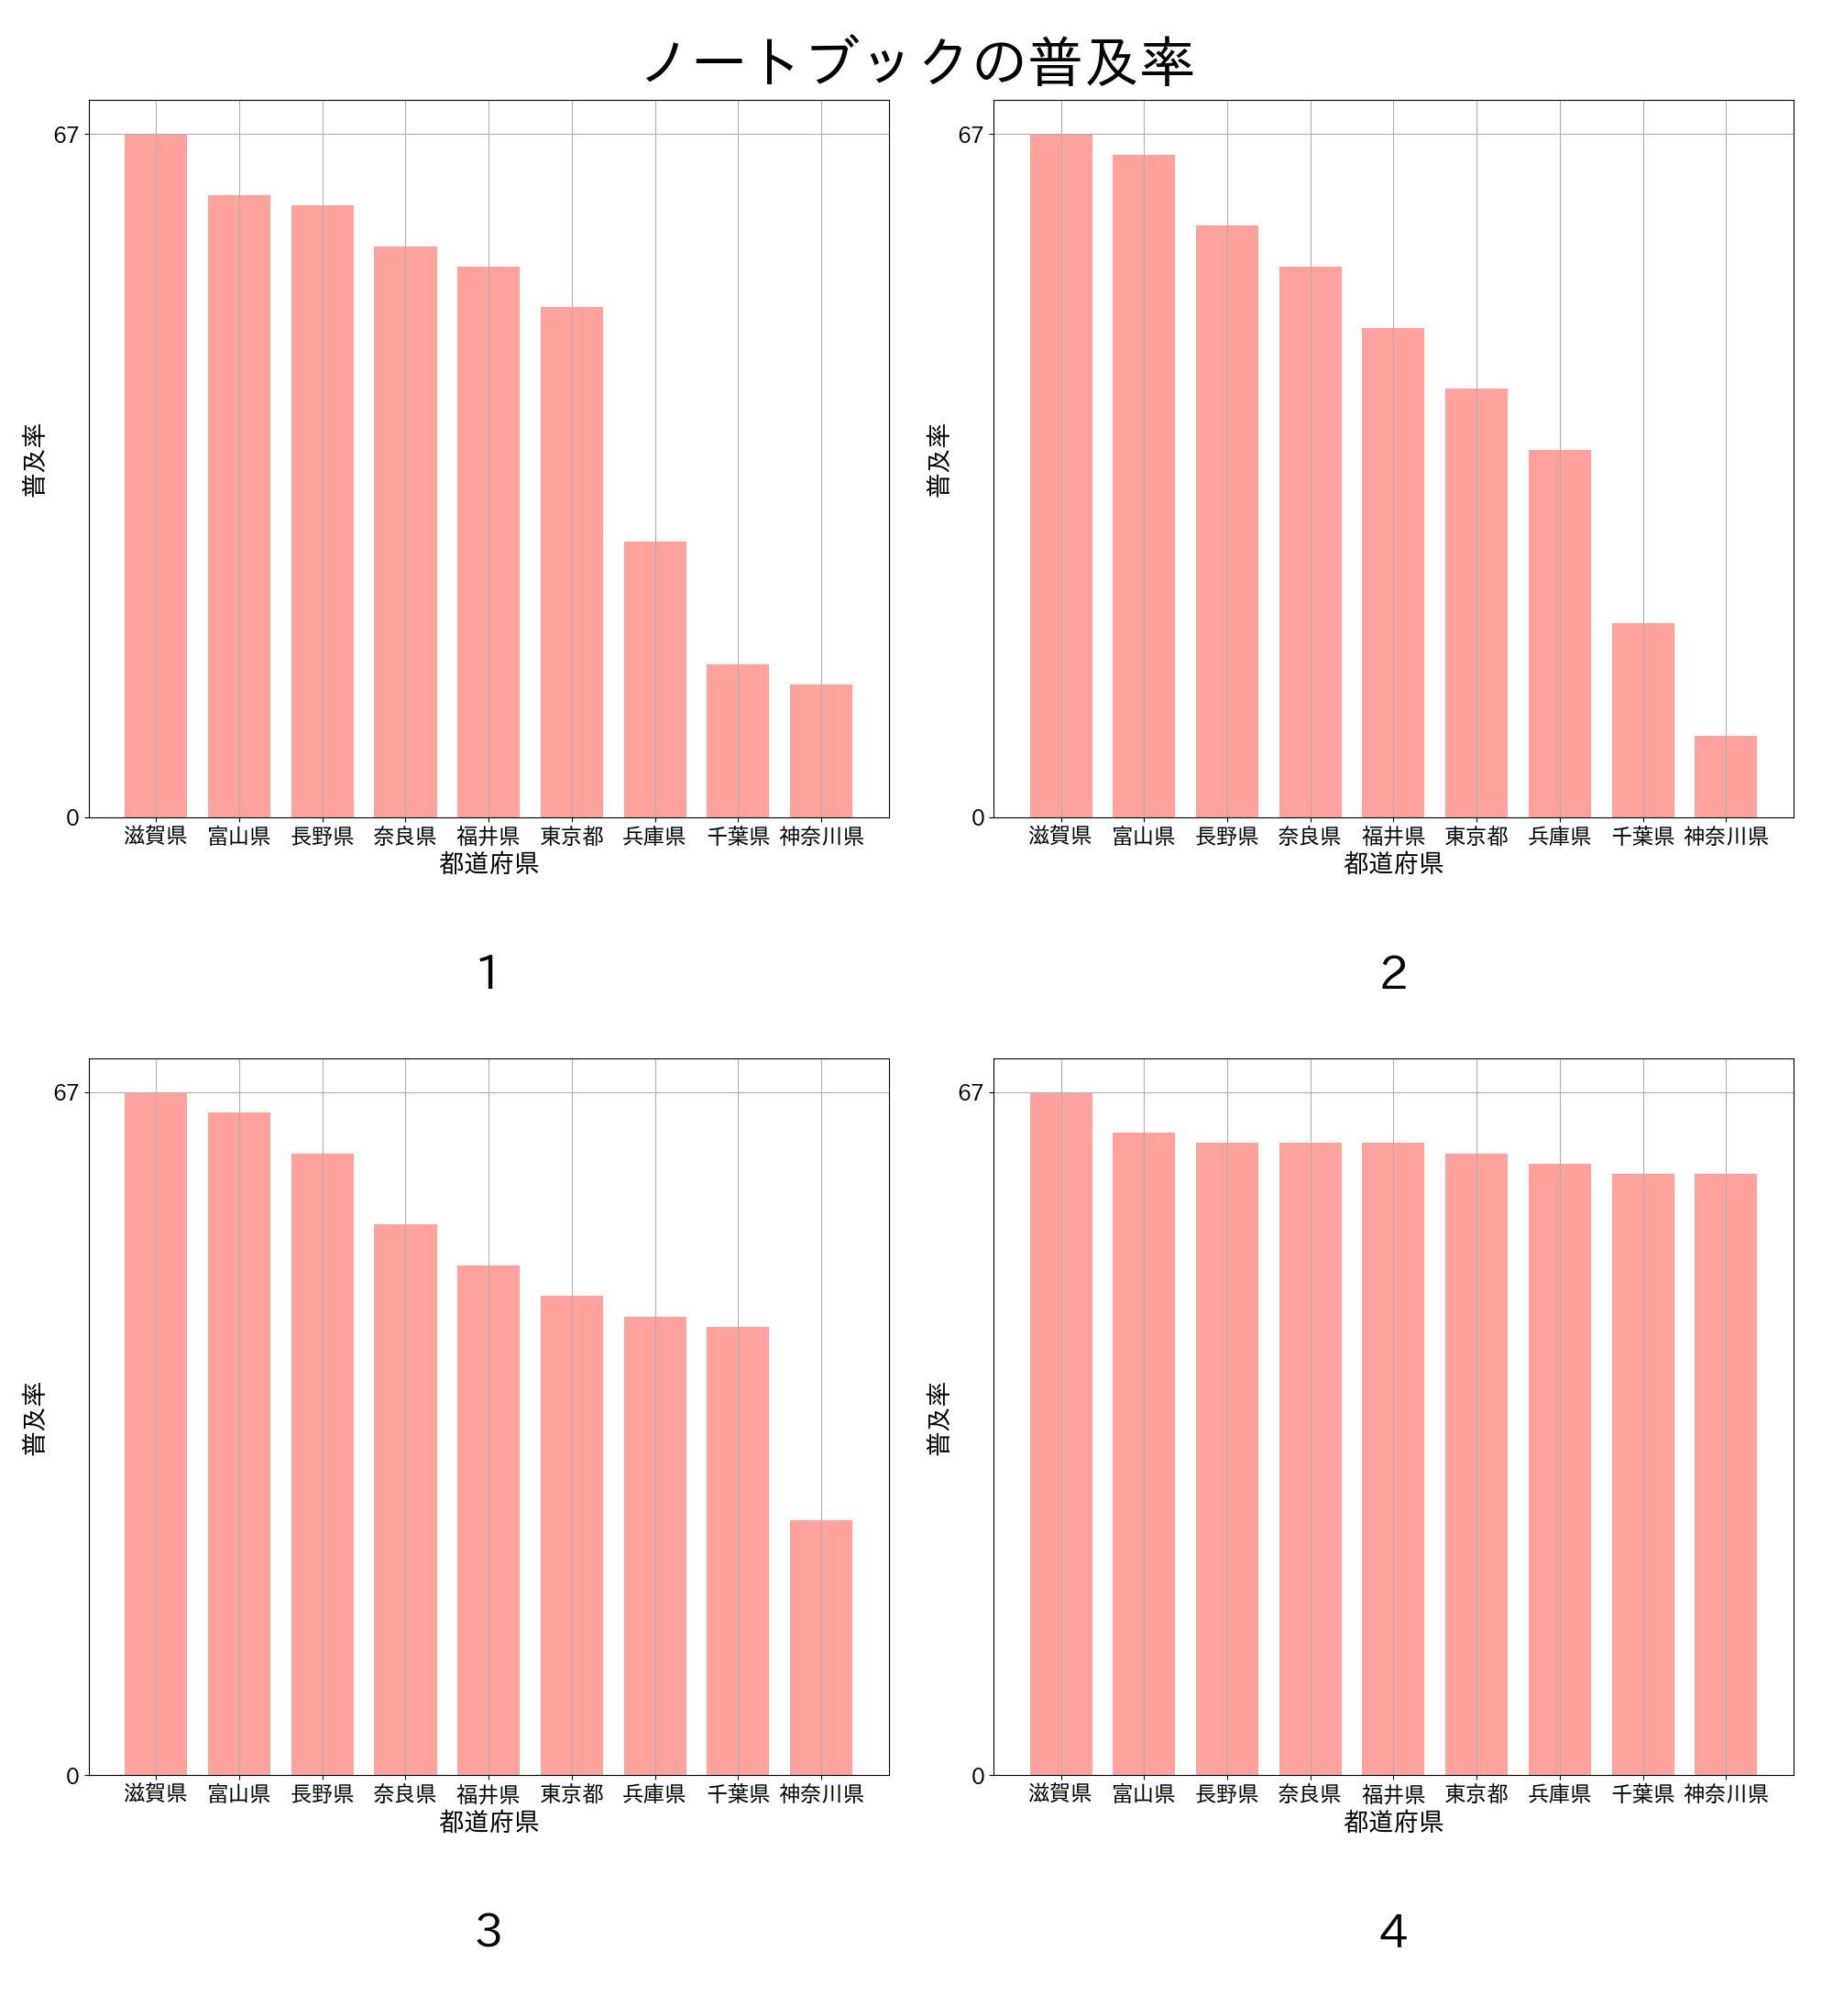 ノートブックの普及率
67
0
普及率
滋賀県 富山県 長野県 奈良県 福井県 東京都 兵庫県 千葉県 神奈川県
都道府県
1
67
0
普及率
滋賀県 富山県 長野県 奈良県 福井県 東京都 兵庫県 千葉県 神奈川県
都道府県
2
67
0
普及率
滋賀県 富山県 長野県 奈良県 福井県 東京都 兵庫県 千葉県 神奈川県
都道府県
3
67
0
普及率
滋賀県 富山県 長野県 奈良県 福井県 東京都 兵庫県 千葉県 神奈川県
都道府県
4